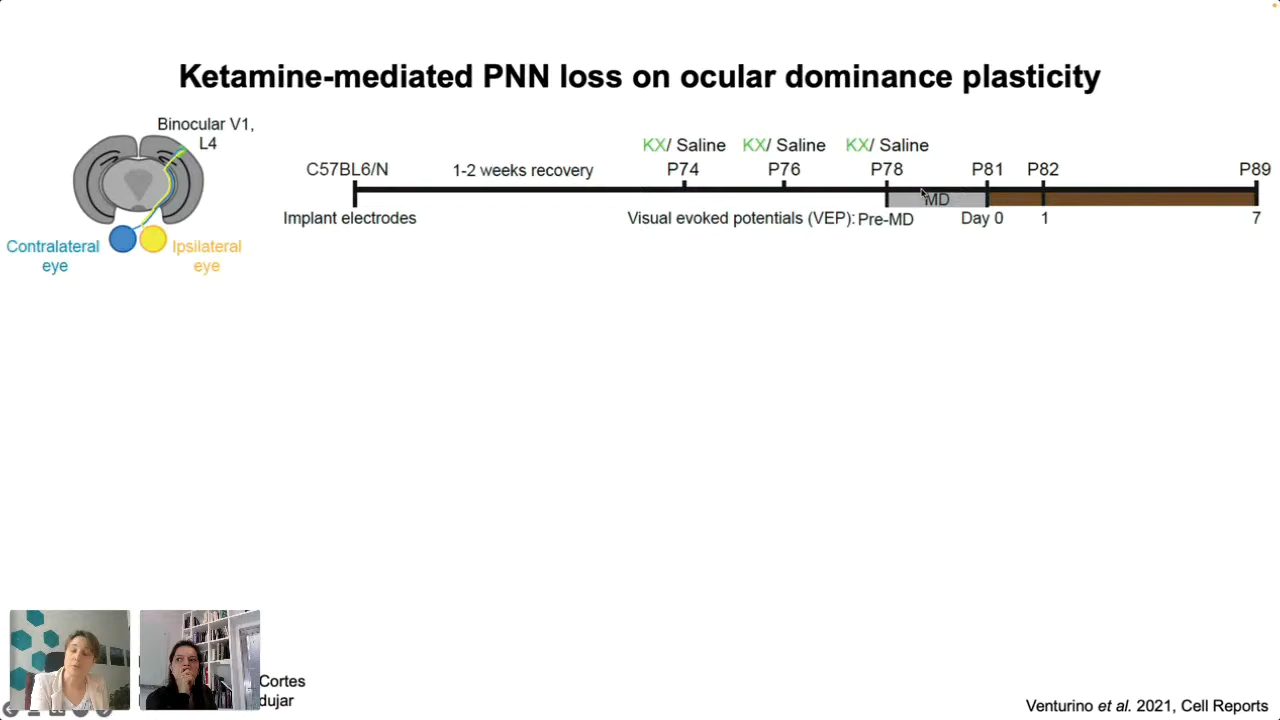 Ketamine-mediated PNN loss on ocular dominance plasticity
Binocular V1,
L4
Contralateral
eye
Ipsilateral
eye
KX/ Saline KX/ Saline KX/ Saline
C57BL6/N 1-2 weeks recovery P74 P76 P78 P81 P82 P89
MD
Implant electrodes Visual evoked potentials (VEP): Pre-MD Day 0 1 7
Cortes
dujar
Venturino et al. 2021, Cell Reports